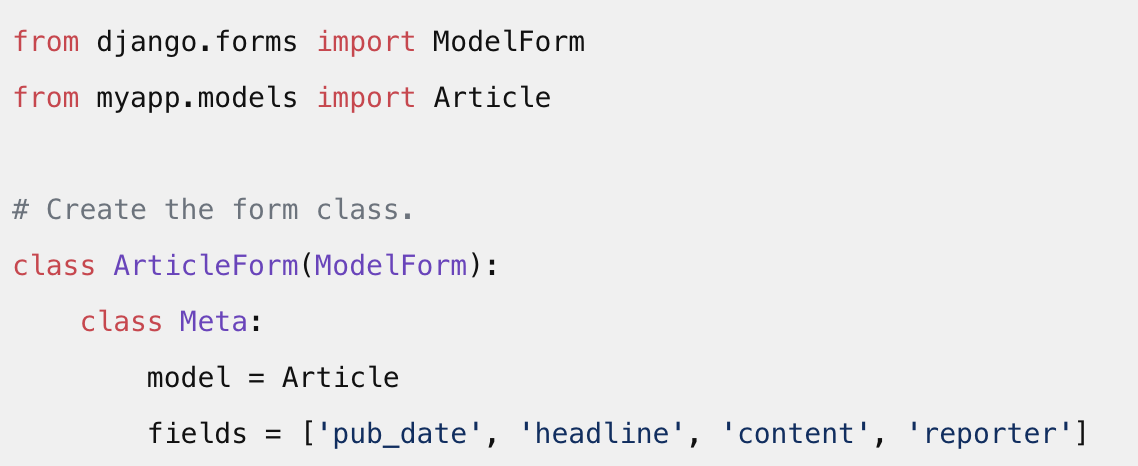 from django.forms import ModelForm
from myapp.models import Article

# Create the form class.
class ArticleForm(ModelForm):
    class Meta:
        model = Article
        fields = ['pub_date', 'headline', 'content', 'reporter']